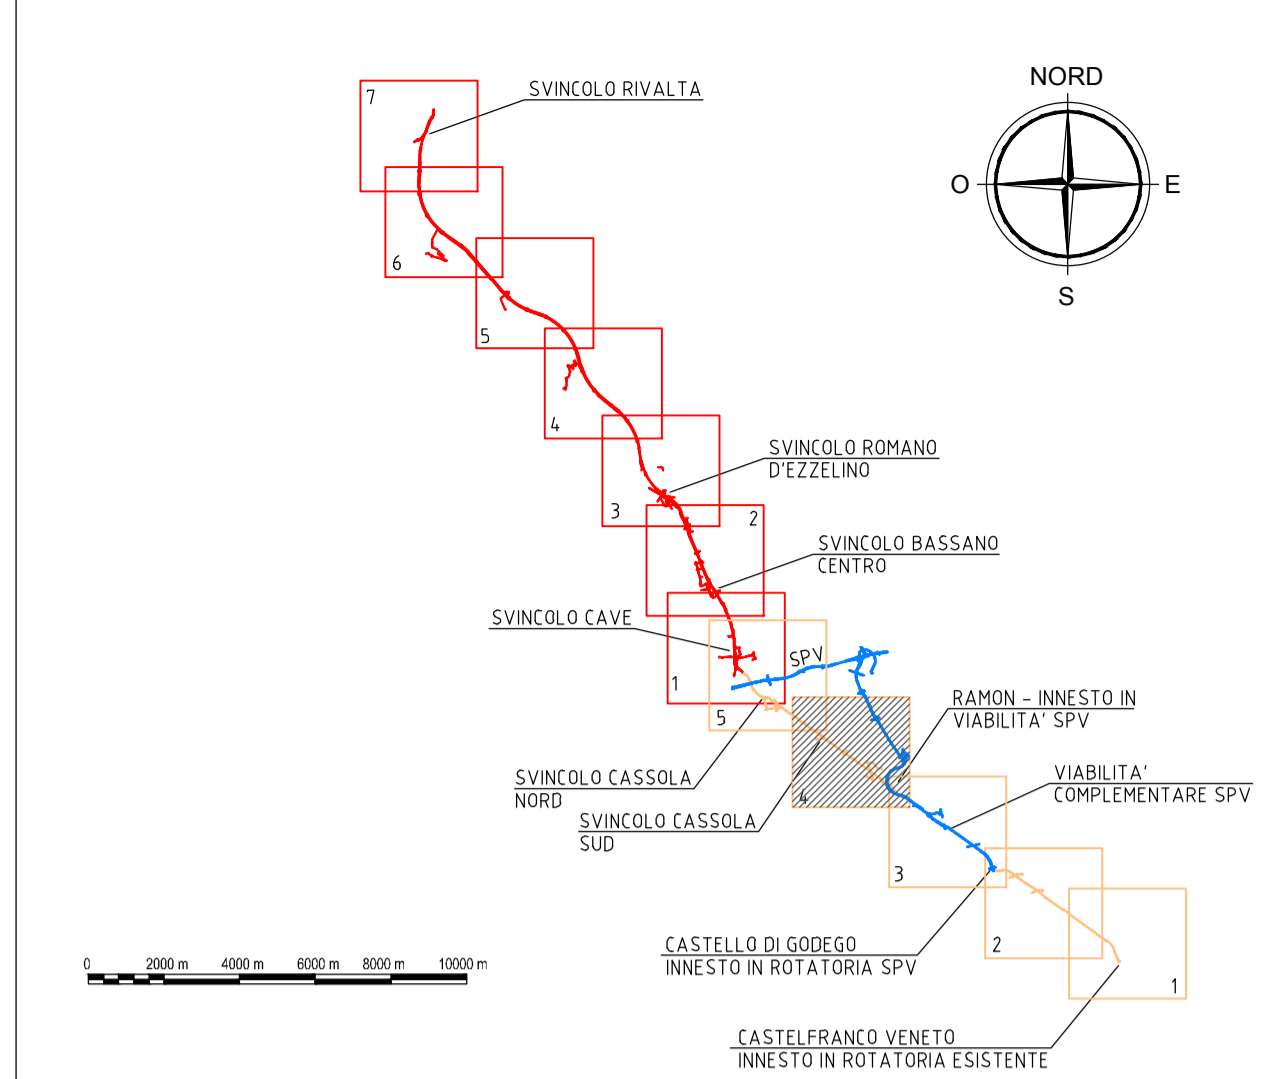 NORD
O
E
S
7
SVINCOLO RIVALTA
6
5
4
SVINCOLO ROMANO
D'EZZELINO
3
2
SVINCOLO BASSANO
CENTRO
SVINCOLO CAVE
SPV
1
5
RAMON - INNESTO IN
VIABILITA' SPV
SVINCOLO CASSOLA
NORD
VIABILITA'
COMPLEMENTARE SPV
4
SVINCOLO CASSOLA
SUD
3
CASTELLO DI GODEGO
INNESTO IN ROTATORIA SPV
2
1
0 2000 m 4000 m 6000 m 8000 m 10000 m
CASTELFRANCO VENETO
INNESTO IN ROTATORIA ESISTENTE